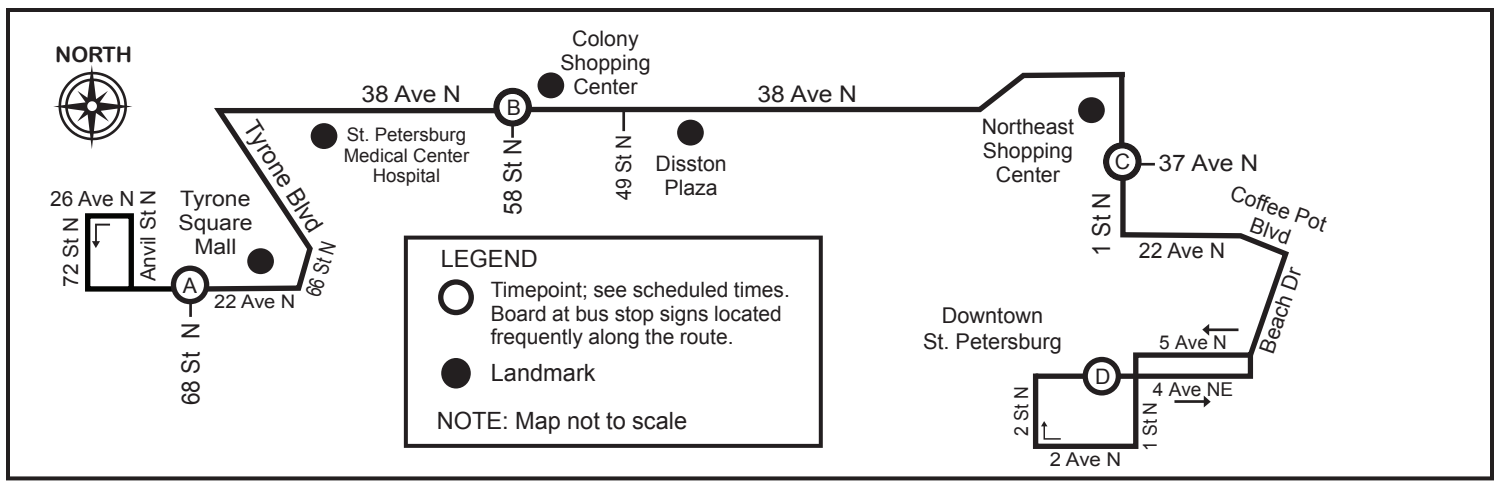 NORTH
Colony
Shopping
Center
38 Ave N
B
38 Ave N
St. Petersburg
Medical Center
Hospital
58 St N
49 St N
Disston
Plaza
Northeast
Shopping
Center
C
37 Ave N
Tyrone Blvd
26 Ave N
72 St N
Anvil St N
Tyrone
Square
Mall
A
22 Ave N
66 St N
68 St N
1 St N
22 Ave N
Coffee Pot
Blvd
Beach Dr
LEGEND
Timepoint; see scheduled times.
Board at bus stop signs located
frequently along the route.
Landmark
NOTE: Map not to scale
Downtown
St. Petersburg
D
5 Ave N
4 Ave NE
2 St N
1 St N
2 Ave N